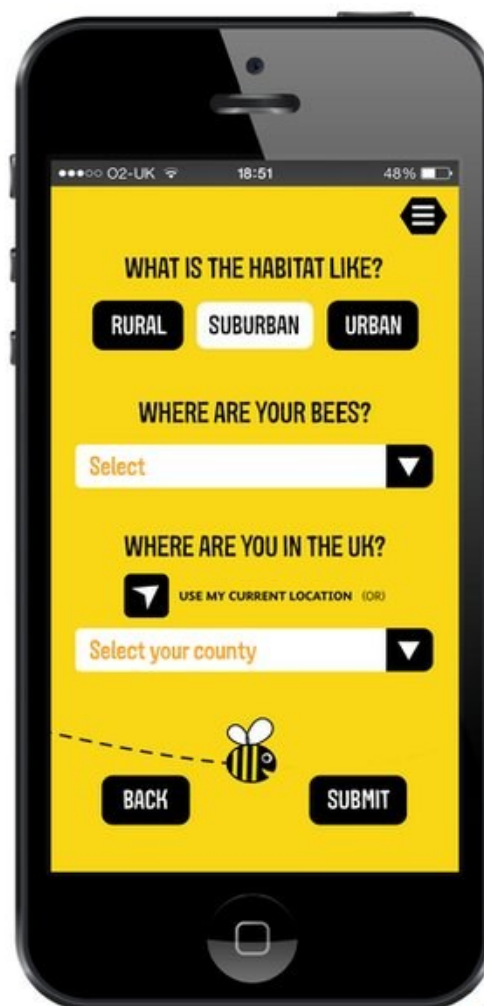 O2-UK 18:51 48%
WHAT IS THE HABITAT LIKE?
RURAL SUBURBAN URBAN
WHERE ARE YOUR BEES?
Select
WHERE ARE YOU IN THE UK?
USE MY CURRENT LOCATION (OR)
Select your county
BACK SUBMIT